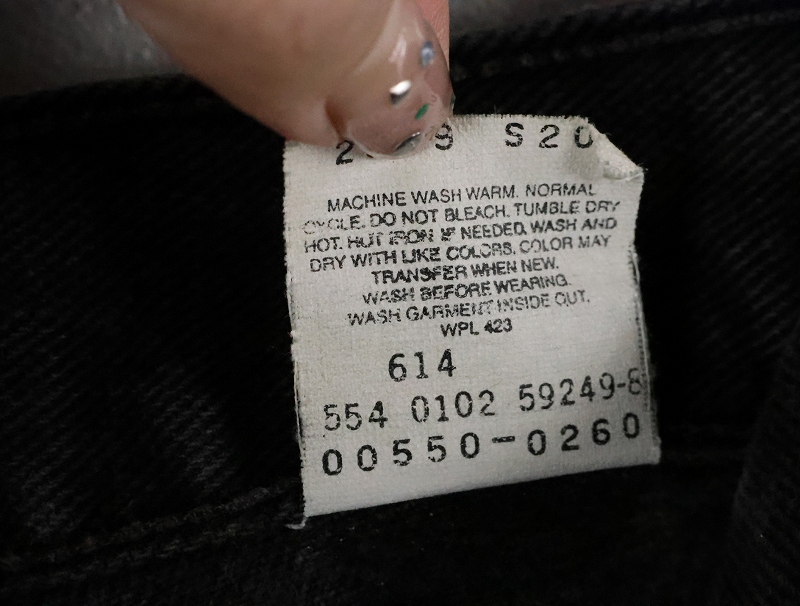 2 9 S20
MACHINE WASH WARM. NORMAL
CYCLE. DO NOT BLEACH. TUMBLE DRY
HOT. HOT IRON IF NEEDED. WASH AND
DRY WITH LIKE COLORS. COLOR MAY
TRANSFER WHEN NEW.
WASH BEFORE WEARING.
WASH GARMENT INSIDE OUT.
WPL 423
614
554 0102 59249-8
00550-0260